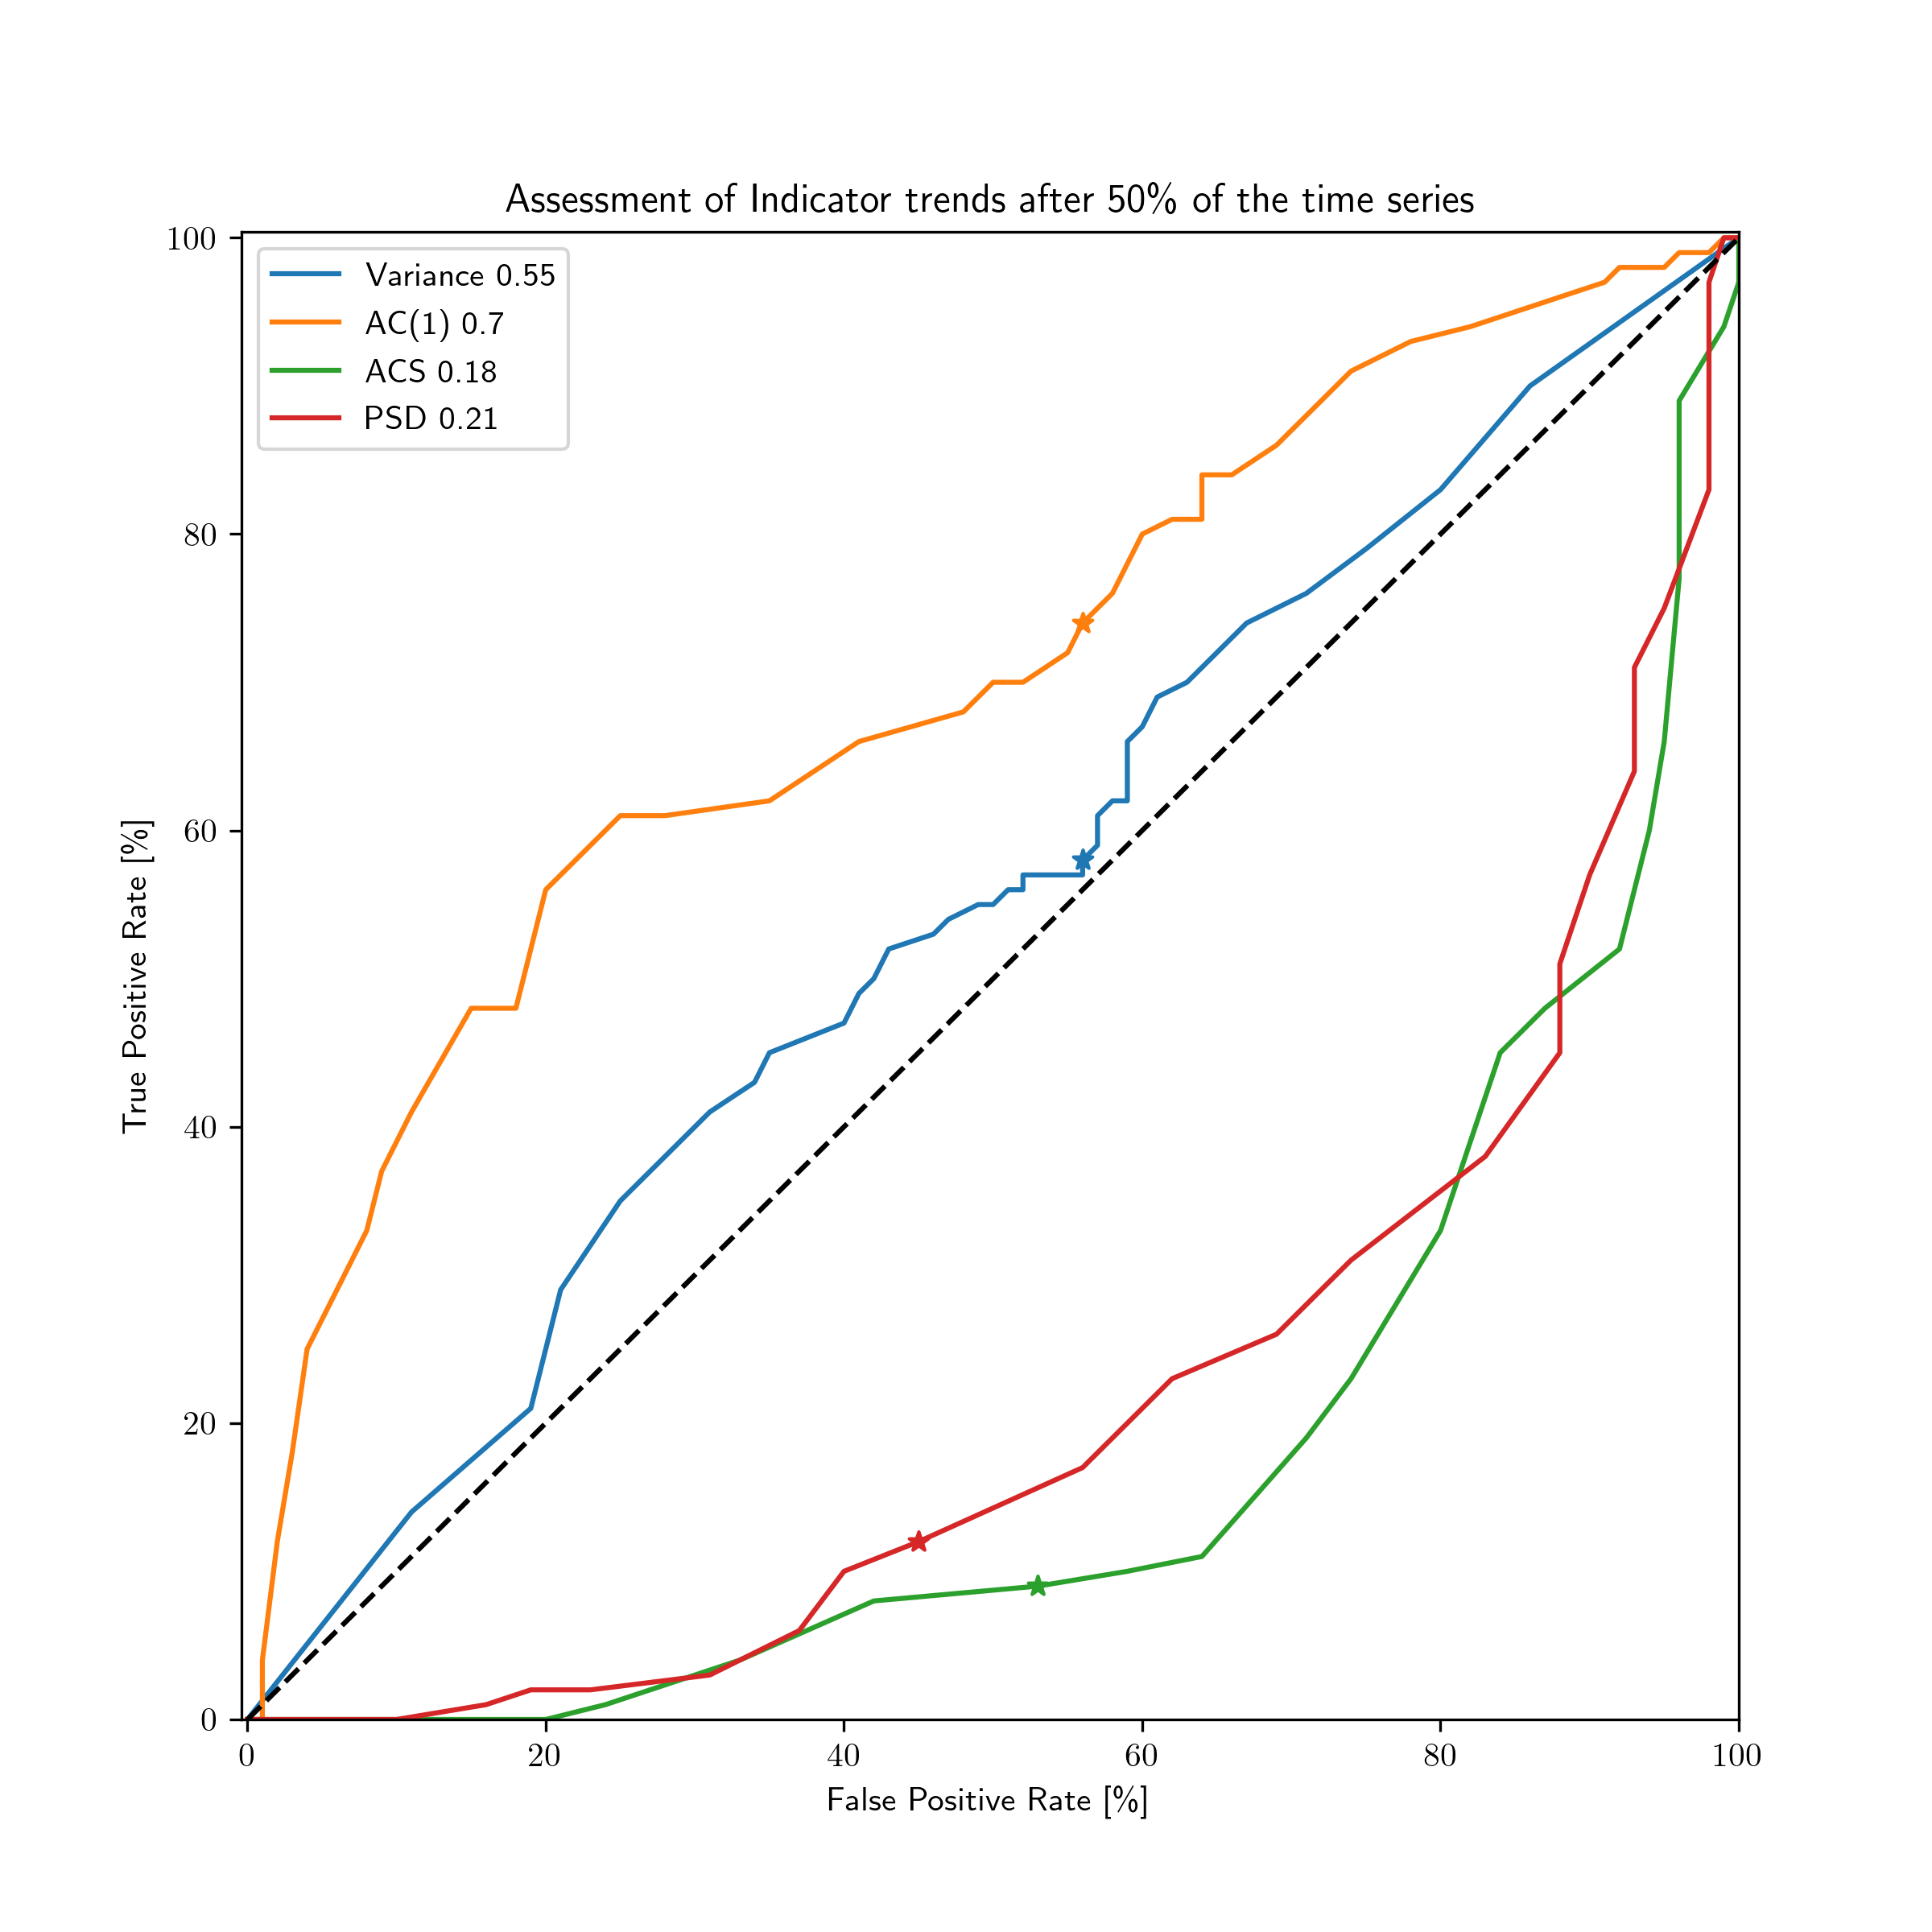 Assessment of Indicator trends after 50% of the time series
Variance 0.55
AC(1) 0.7
ACS 0.18
PSD 0.21
100
80
60
40
20
0
True Positive Rate [%]
0 20 40 60 80 100
False Positive Rate [%]